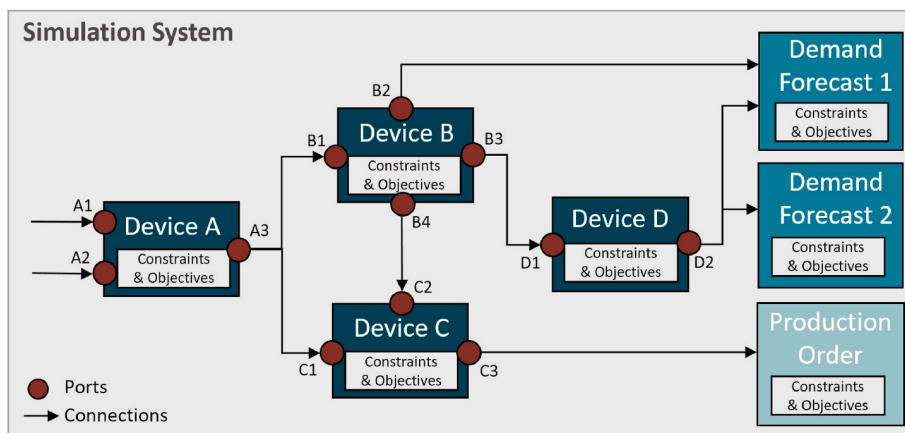 Simulation System
Demand
Forecast 1
Constraints
& Objectives
B2
Device B
B1
B3
Constraints
& Objectives
B4
Demand
Forecast 2
Constraints
& Objectives
A1
Device A
A3
A2
Constraints
& Objectives
Device D
D1
D2
Constraints
& Objectives
C2
Device C
C1
C3
Constraints
& Objectives
Production
Order
Constraints
& Objectives
Ports
Connections